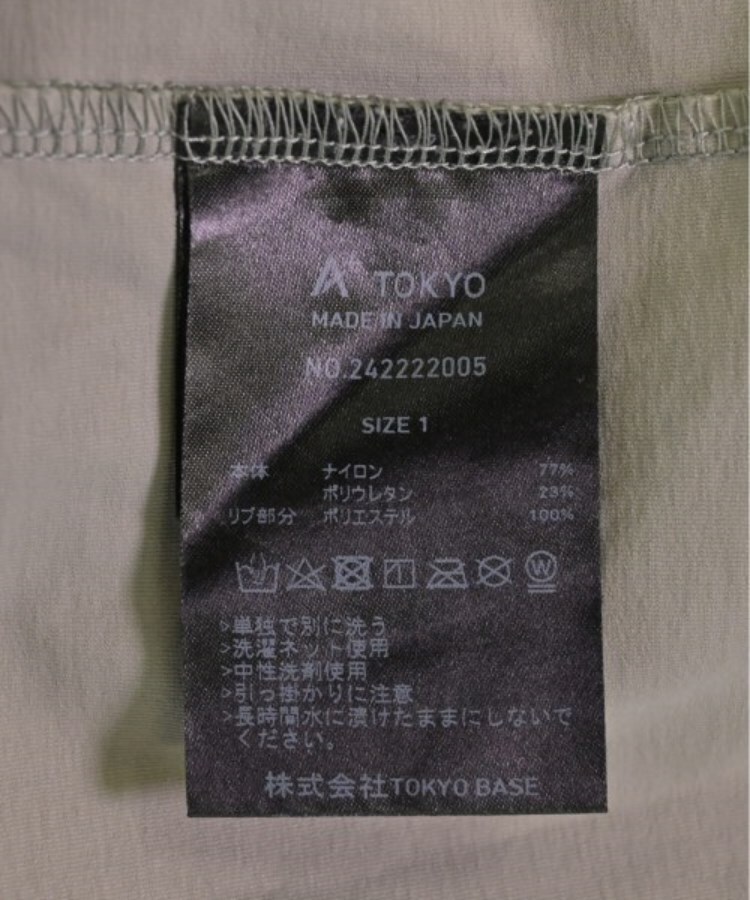 A TOKYO
MADE IN JAPAN
NO.242222005
SIZE 1
本体 ナイロン 77%
ポリウレタン 23%
リブ部分 ポリエステル 100%
>単独で別に洗う
>洗濯ネット使用
>中性洗剤使用
>引っ掛かりに注意
>長時間水に漬けたままにしないで
ください。
株式会社TOKYO BASE